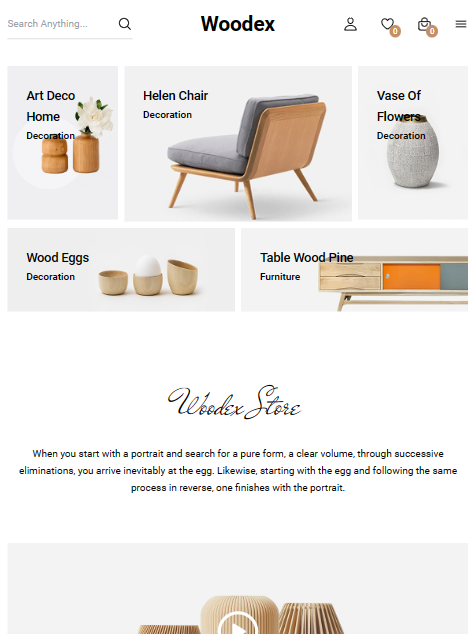 Search Anything...
Woodex
0
0
Art Deco
Home
Decoration
Helen Chair
Decoration
Vase Of
Flowers
Decoration
Wood Eggs
Decoration
Table Wood Pine
Furniture
Woodex Store
When you start with a portrait and search for a pure form, a clear volume, through successive
eliminations, you arrive inevitably at the egg. Likewise, starting with the egg and following the same
process in reverse, one finishes with the portrait.